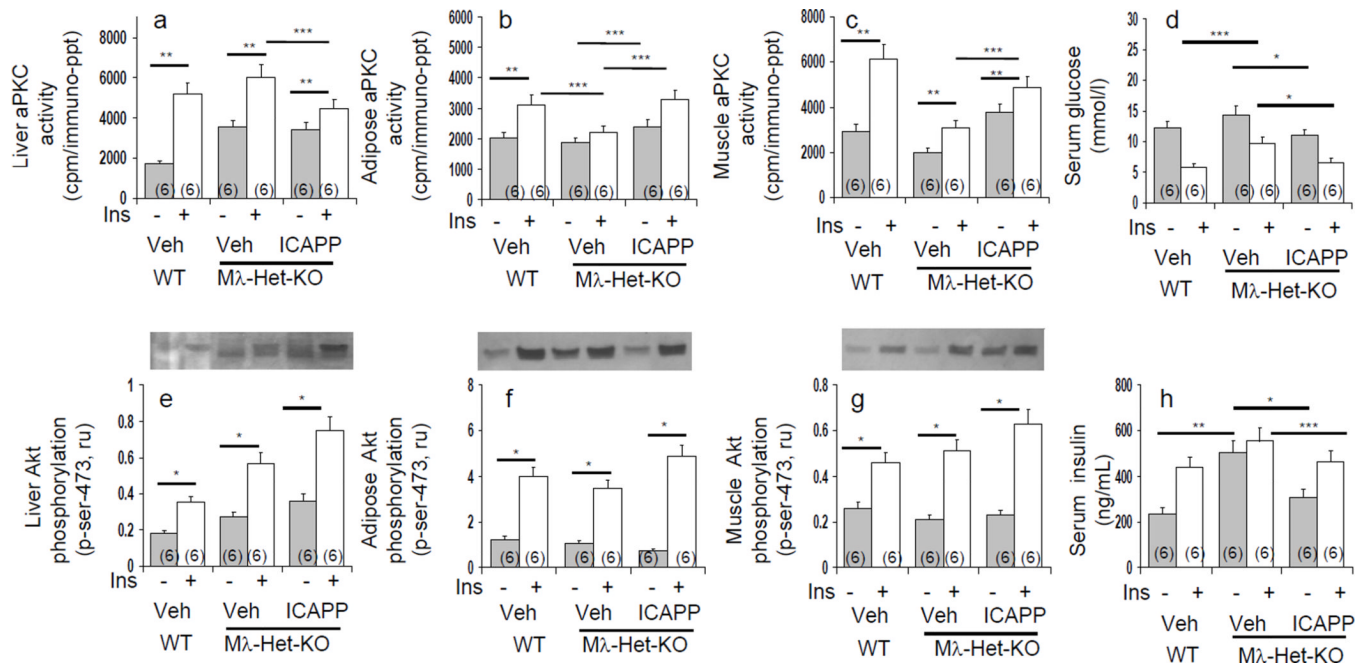 a
Liver aPKC
activity
(cpm/immuno-ppt)
8000
6000
4000
2000
0
**
**
***
**
(6) (6) (6) (6) (6) (6)
Ins - + - + - +
Veh Veh ICAPP
WT Mλ-Het-KO
b
Adipose aPKC
activity
(cpm/immuno-ppt)
6000
5000
4000
3000
2000
1000
0
**
***
***
***
(6) (6) (6) (6) (6) (6)
- + - + - +
Veh Veh ICAPP
WT Mλ-Het-KO
c
Muscle aPKC
activity
(cpm/immuno-ppt)
8000
6000
4000
2000
0
**
**
***
**
(6) (6) (6) (6) (6) (6)
Ins - + - + - +
Veh Veh ICAPP
WT Mλ-Het-KO
d
Serum glucose
(mmol/l)
30
25
20
15
10
5
0
***
*
*
(6) (6) (6) (6) (6) (6)
Ins - + - + - +
Veh Veh ICAPP
WT Mλ-Het-KO
e
Liver Akt
phosphorylation
(p-ser-473, ru)
1
0.8
0.6
0.4
0.2
0
*
*
*
(6) (6) (6) (6) (6) (6)
Ins - + - + - +
Veh Veh ICAPP
WT Mλ-Het-KO
f
Adipose Akt
phosphorylation
(p-ser-473, ru)
8
6
4
2
0
*
*
*
(6) (6) (6) (6) (6) (6)
Ins - + - + - +
Veh Veh ICAPP
WT Mλ-Het-KO
g
Muscle Akt
phosphorylation
(p-ser-473, ru)
0.8
0.6
0.4
0.2
0
*
*
*
(6) (6) (6) (6) (6) (6)
Ins - + - + - +
Veh Veh ICAPP
WT Mλ-Het-KO
h
Serum insulin
(ng/mL)
800
600
400
200
0
**
*
***
(6) (6) (6) (6) (6) (6)
Ins - + - + - +
Veh Veh ICAPP
WT Mλ-Het-KO